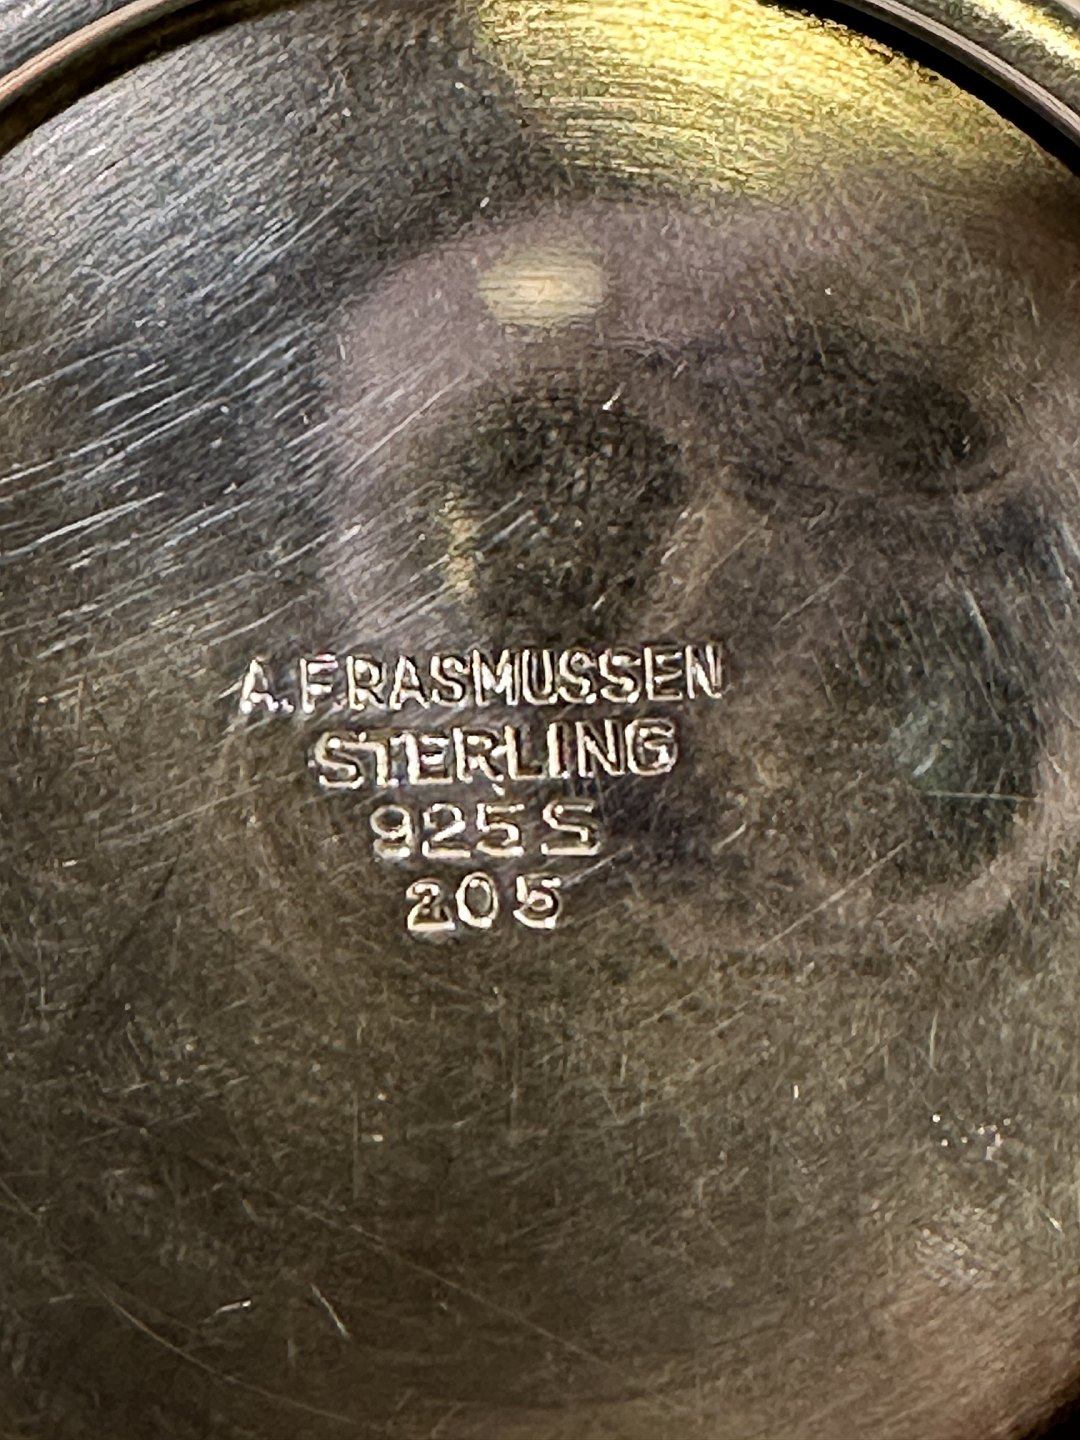 A.F.RASMUSSEN
STERLING
925 S
205